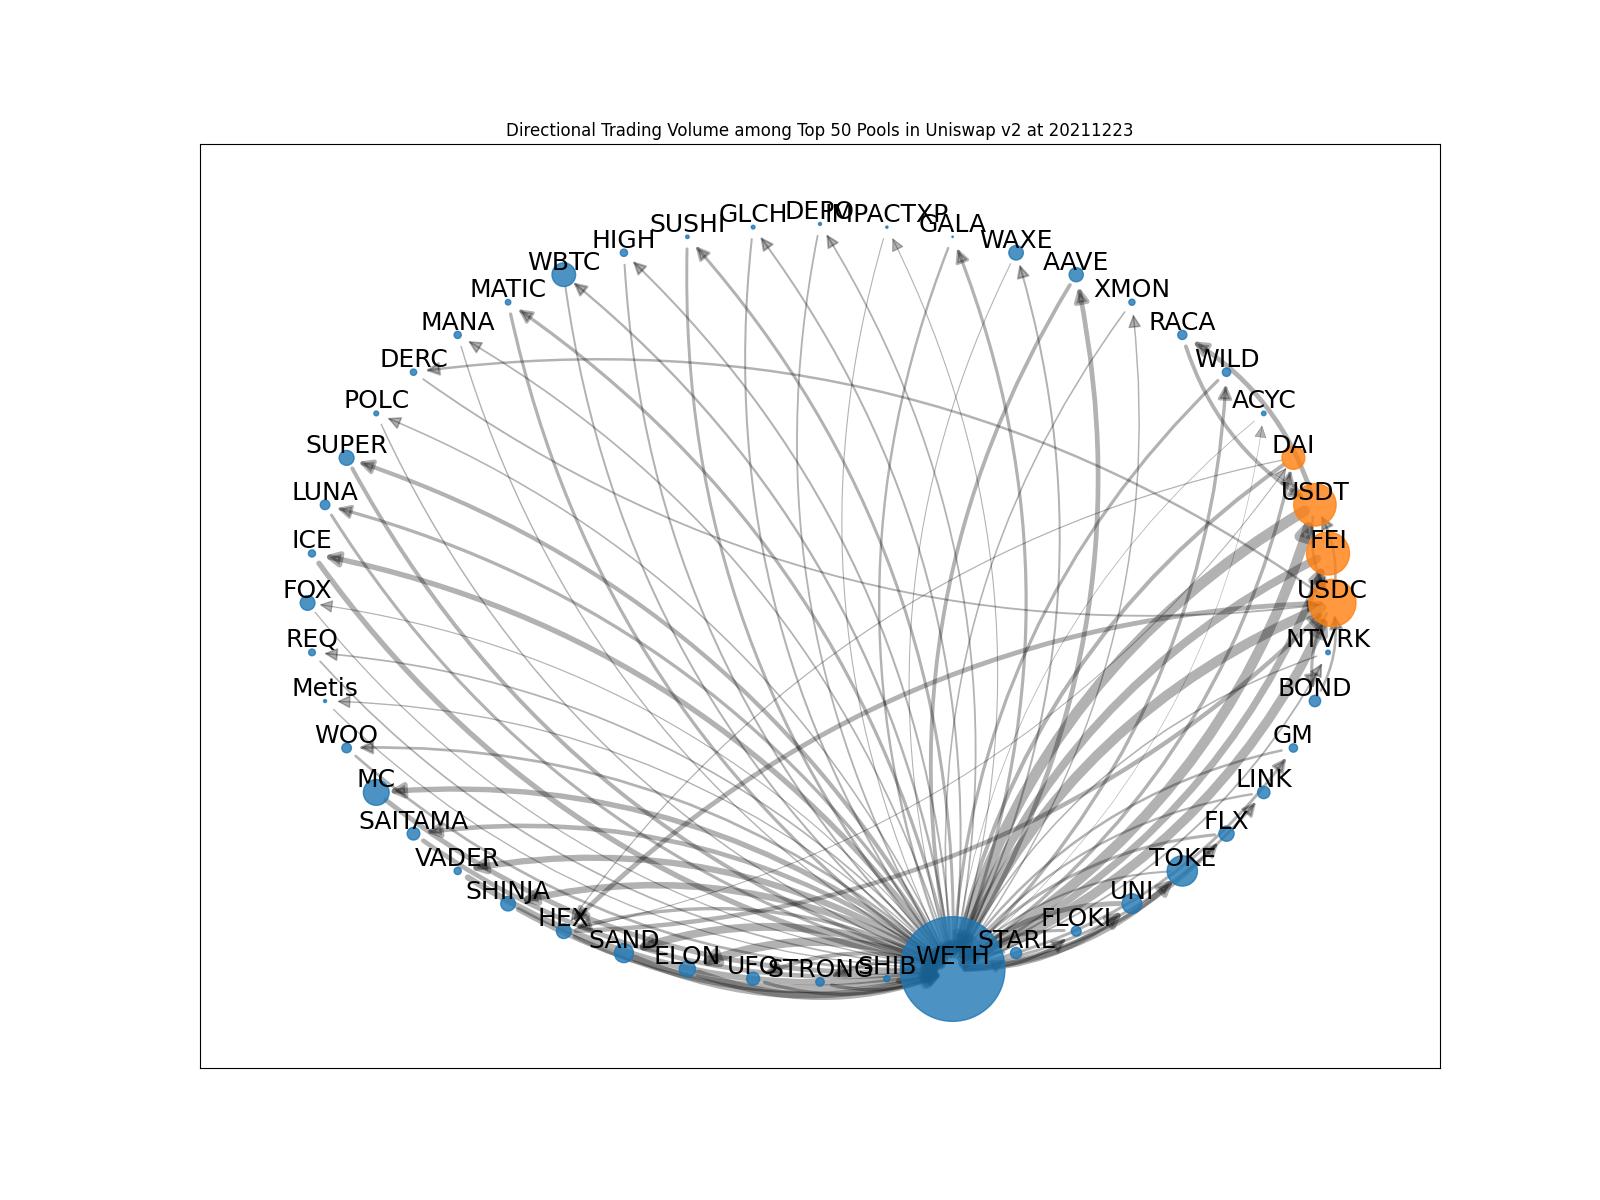 Directional Trading Volume among Top 50 Pools in Uniswap v2 at 20211223
DEPO
GLCH
IMPACTXP
SUSHI
GALA
HIGH
WAXE
WBTC
AAVE
MATIC
XMON
MANA
RACA
DERC
WILD
POLC
ACYC
SUPER
DAI
LUNA
USDT
ICE
FEI
FOX
USDC
REQ
NTVRK
Metis
BOND
WOO
GM
MC
LINK
SAITAMA
FLX
VADER
TOKE
SHINJA
UNI
HEX
FLOKI
SAND
STARL
ELON
WETH
UFO
STRONG
SHIB